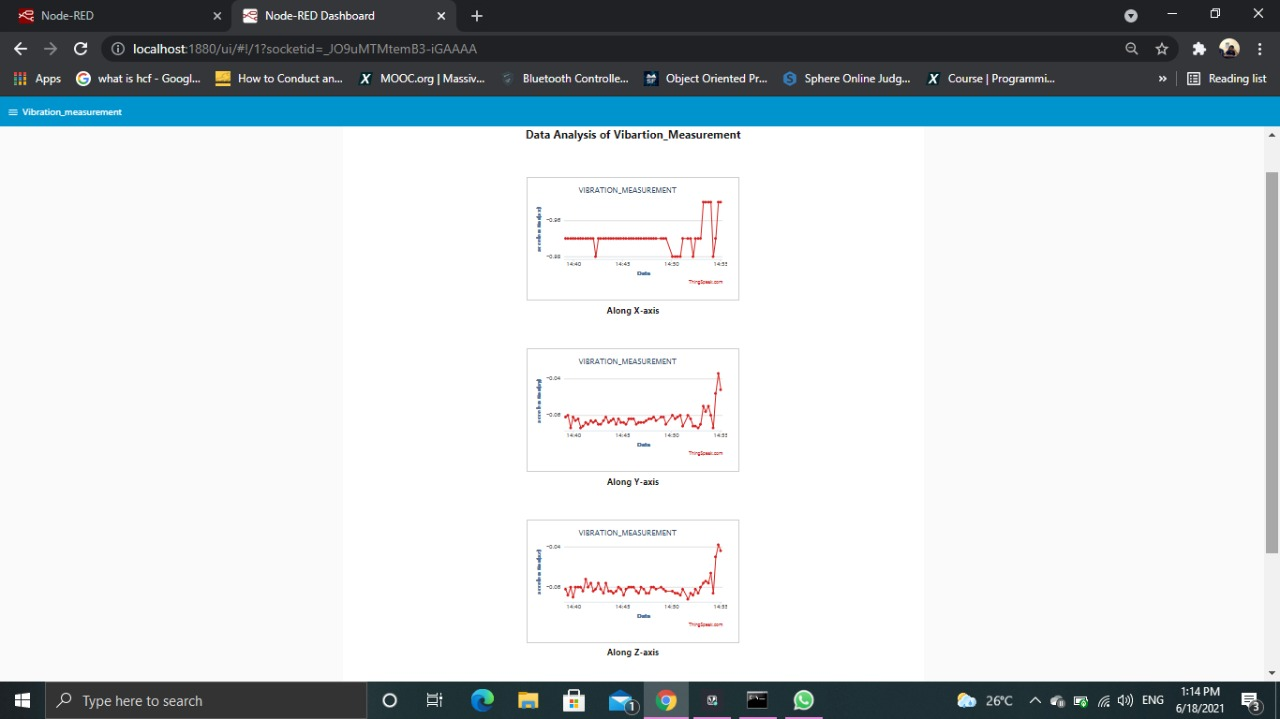 Node-RED
Node-RED Dashboard
localhost:1880/ui/#!/1?socketid=_JO9uMTMtemB3-iGAAAA
Apps
what is hcf - Googl...
How to Conduct an...
MOOC.org | Massiv...
Bluetooth Controlle...
Object Oriented Pr...
Sphere Online Judg...
Course | Programmi...
»
Reading list
Vibration_measurement
Data Analysis of Vibartion_Measurement
VIBRATION_MEASUREMENT
14:40 14:45 14:50 14:55
Date
ThingSpeak.com
Along X-axis
VIBRATION_MEASUREMENT
-0.04
-0.06
14:40 14:45 14:50 14:55
Date
ThingSpeak.com
Along Y-axis
VIBRATION_MEASUREMENT
-0.04
-0.06
14:40 14:45 14:50 14:55
Date
ThingSpeak.com
Along Z-axis
Type here to search
1
26°C
ENG
1:14 PM
6/18/2021
3